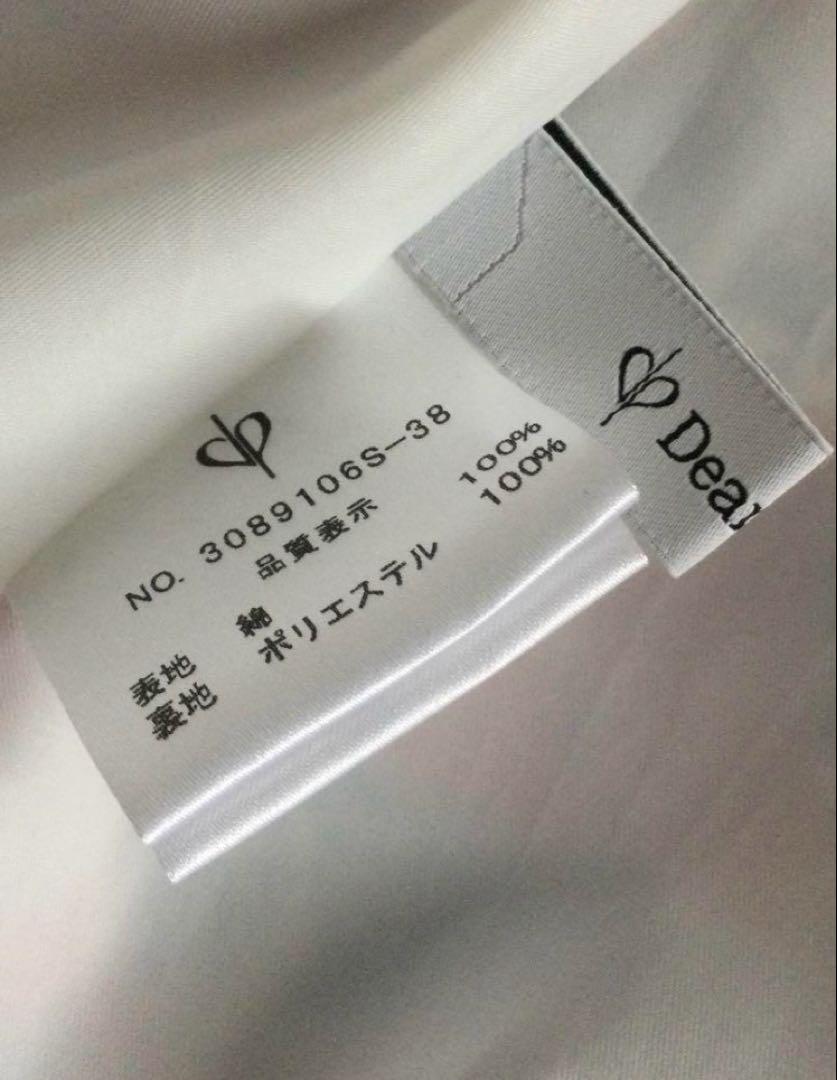 NO. 3089106S-38
品質表示
表地 綿 100%
裏地 ポリエステル 100%
Dear